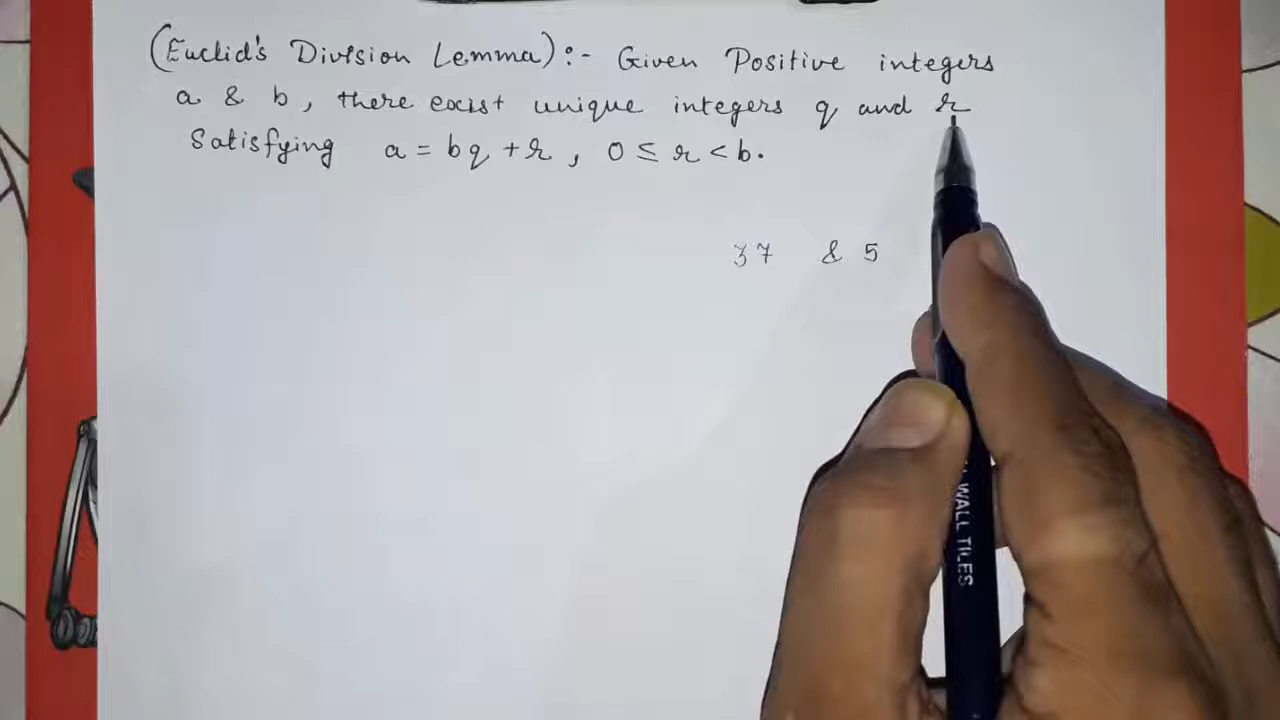 (Euclid's Division Lemma):- Given Positive integers
a & b, there exist unique integers q and r
Satisfying a = bq + r, 0 ≤ r < b.
37 & 5
WALL TILES